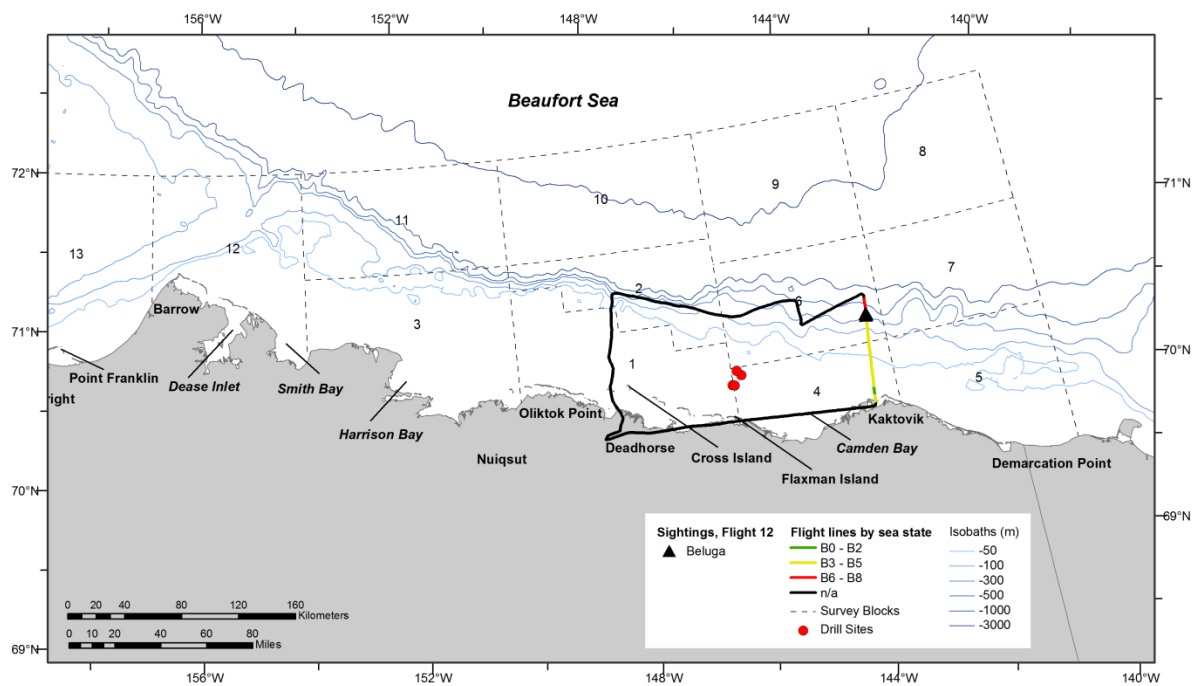 156°W 152°W 148°W 144°W 140°W
Beaufort Sea
8
9
72°N
71°N
10
11
12
13
7
2
6
Barrow
3
71°N
70°N
1
Point Franklin
right
Dease Inlet
Smith Bay
5
4
Oliktok Point
Kaktovik
Harrison Bay
Deadhorse
Camden Bay
Nuiqsut
Cross Island
Demarcation Point
Flaxman Island
70°N
69°N
Sightings, Flight 12
Beluga
Flight lines by sea state
B0 - B2
B3 - B5
B6 - B8
n/a
Survey Blocks
Drill Sites
Isobaths (m)
-50
-100
-300
-500
-1000
-3000
0 20 40 80 120 160
Kilometers
0 10 20 40 60 80
Miles
69°N
156°W 152°W 148°W 144°W 140°W